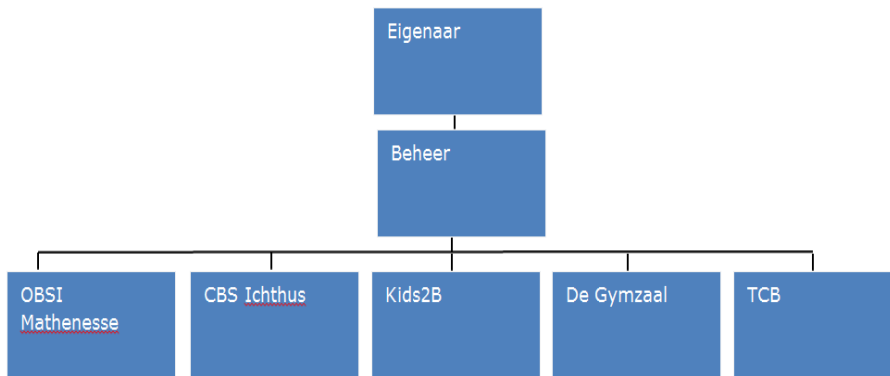 Eigenaar
Beheer
OBSI
Mathenesse
CBS Ichthus
Kids2B
De Gymzaal
TCB